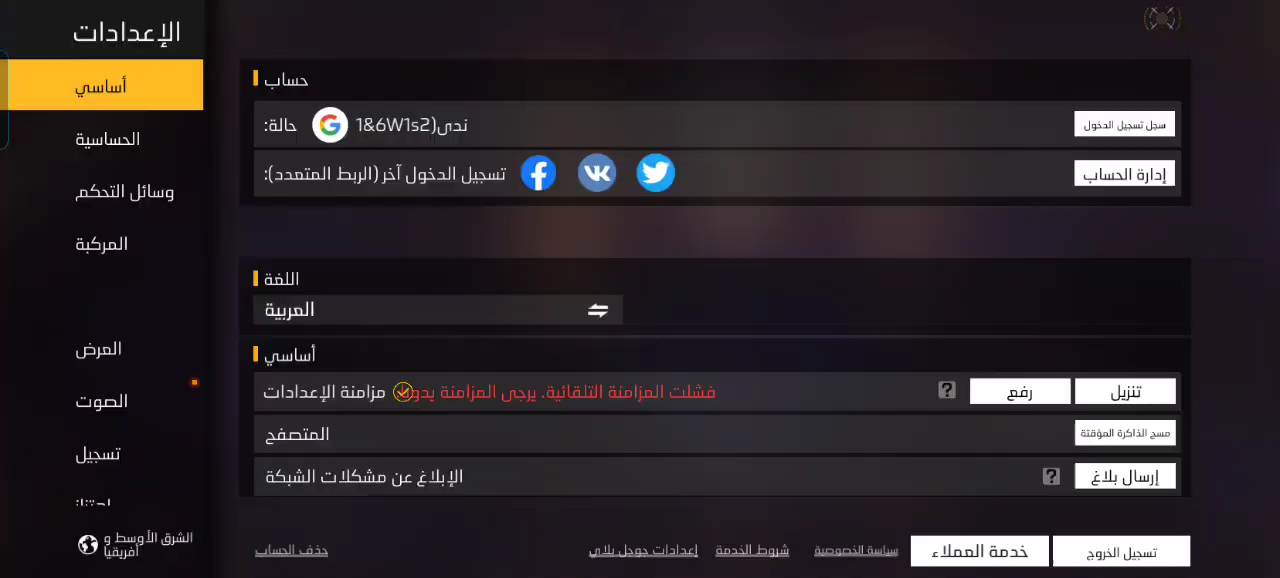 الإعدادات
أساسي
الحساسية
وسائل التحكم
المركبة
العرض
الصوت
تسجيل
الشرق الأوسط و
أفريقيا
حساب
حالة:
ندى(1&6W1s2
سجل تسجيل الدخول
تسجيل الدخول آخر (الربط المتعدد):
إدارة الحساب
اللغة
العربية
أساسي
مزامنة الإعدادات
فشلت المزامنة التلقائية. يرجى المزامنة يدويًا
?
رفع
تنزيل
المتصفح
مسح الذاكرة المؤقتة
الإبلاغ عن مشكلات الشبكة
?
إرسال بلاغ
حذف الحساب
إعدادات جوجل بلاي
شروط الخدمة
سياسة الخصوصية
خدمة العملاء
تسجيل الخروج